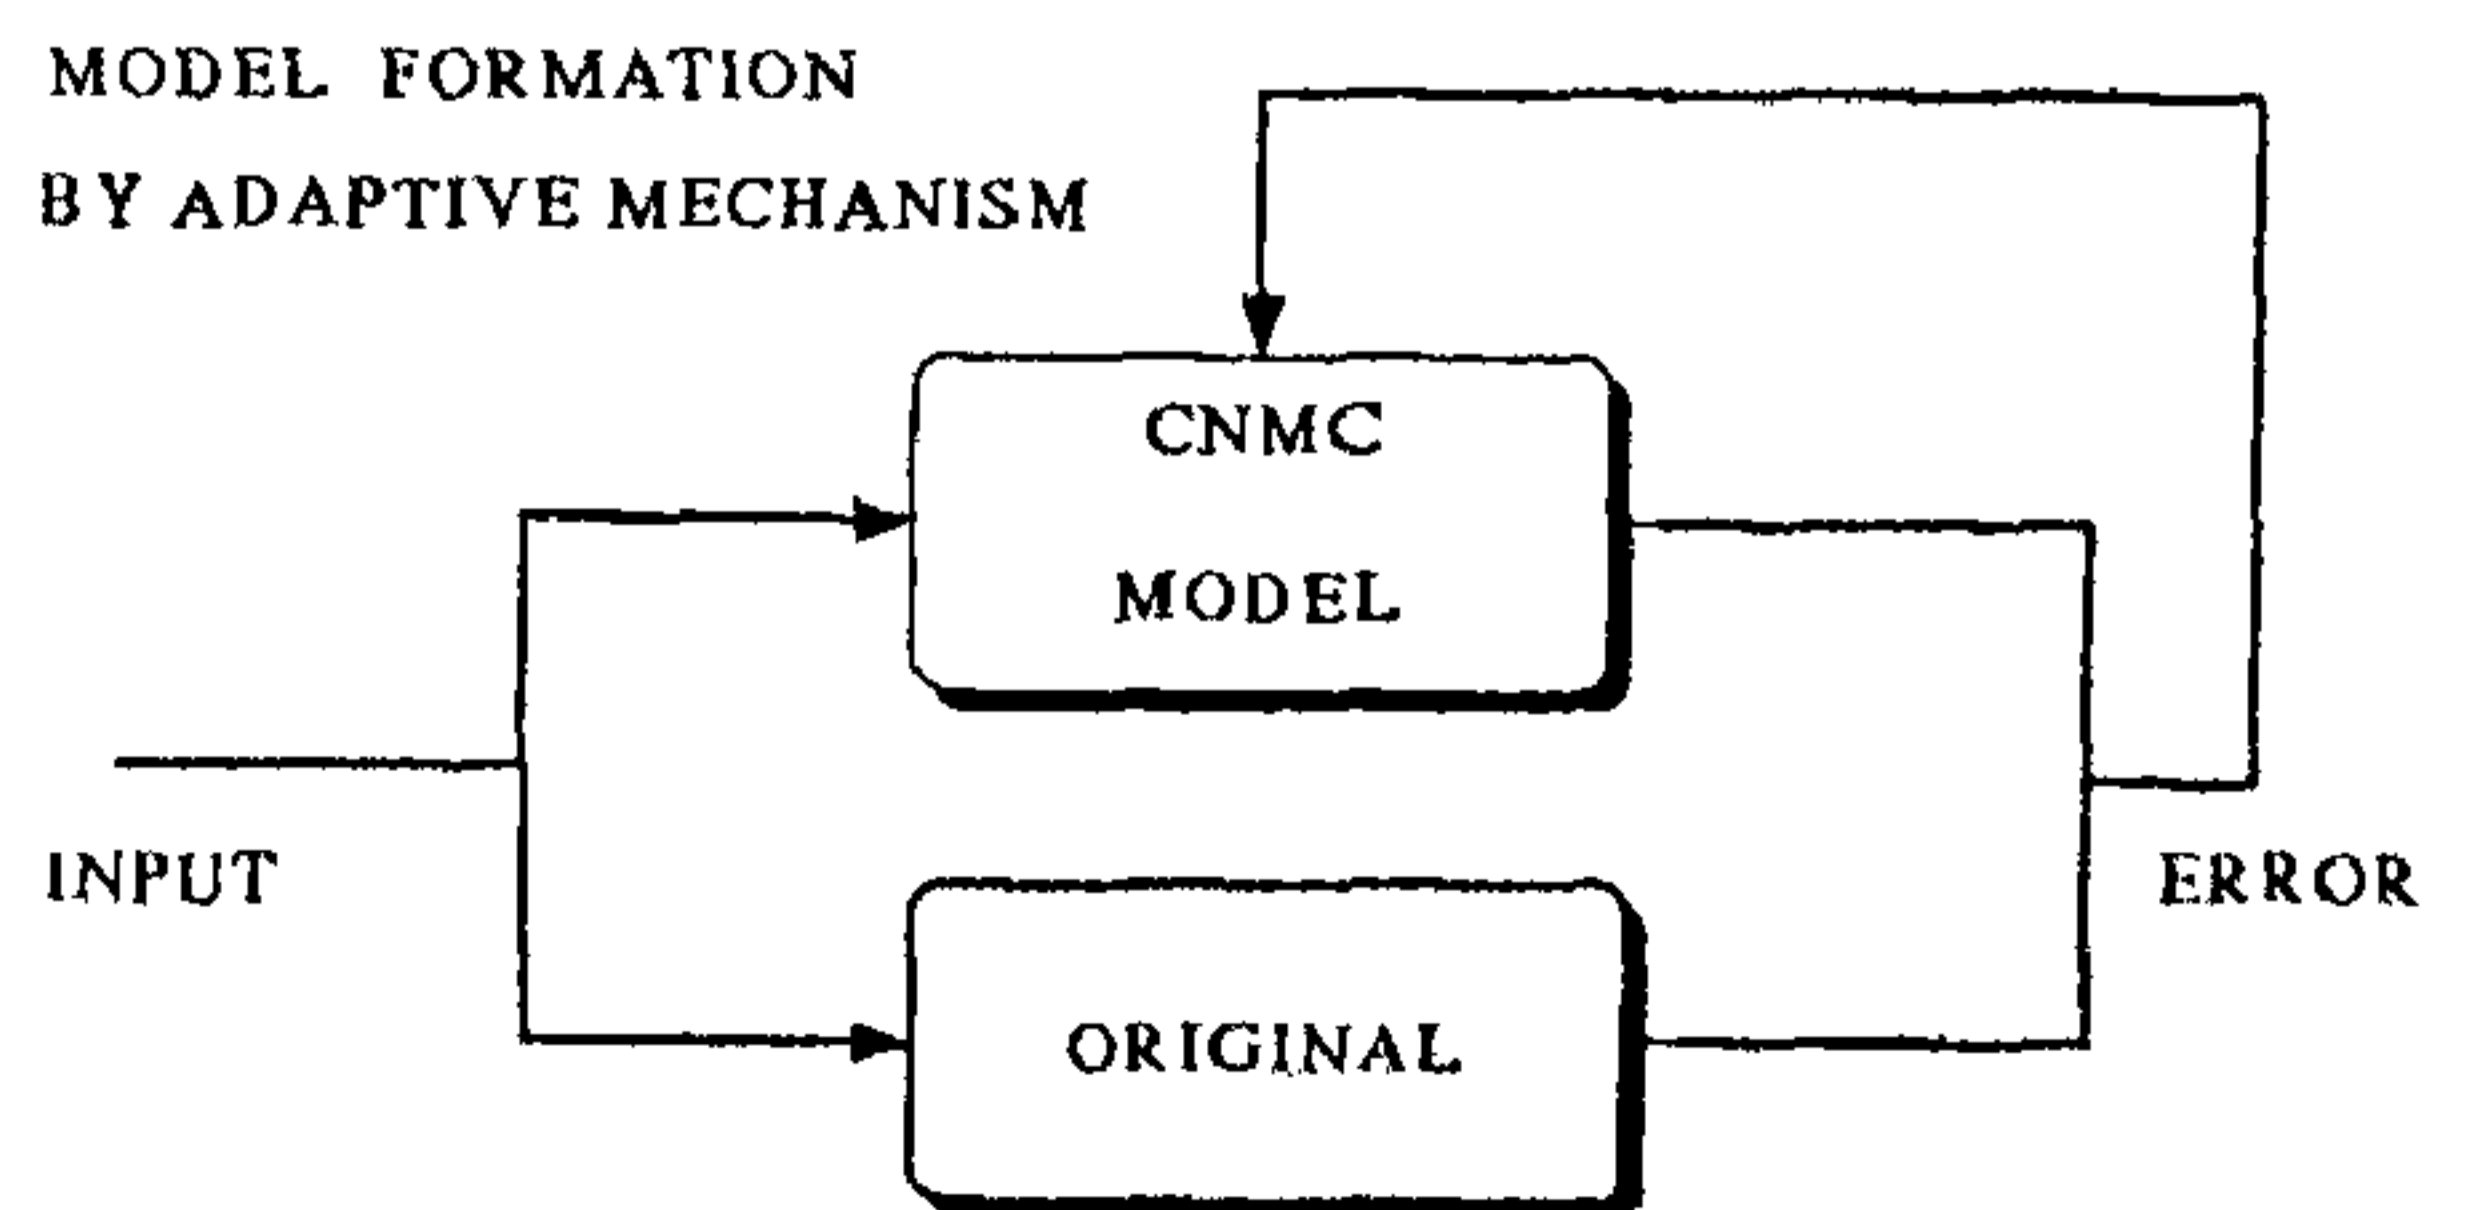 MODEL FORMATION
BY ADAPTIVE MECHANISM
CNMC
MODEL
INPUT
ERROR
ORIGINAL